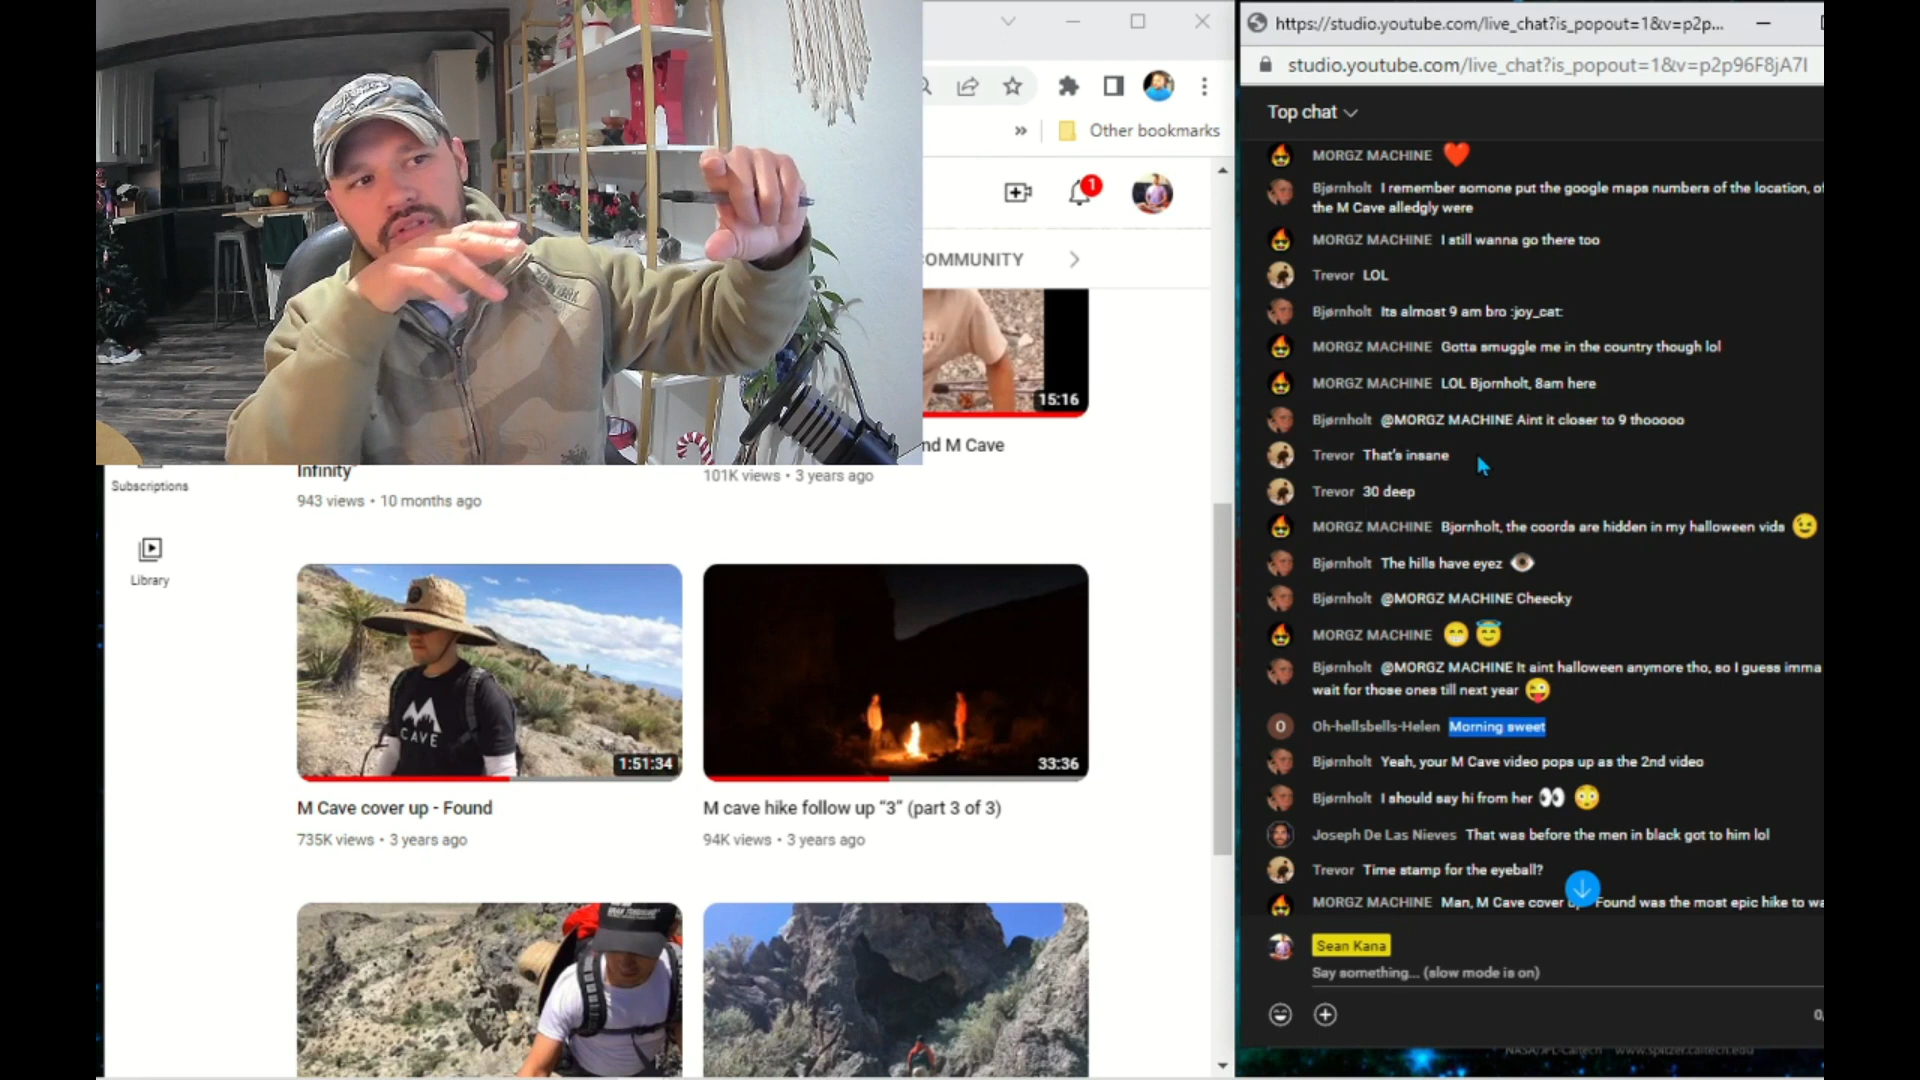 https://studio.youtube.com/live_chat?is_popout=1&v=p2p...
studio.youtube.com/live_chat?is_popout=1&v=p2p96F8jA7I
»
Other bookmarks
1
OMMUNITY
15:16
nd M Cave
101K views • 3 years ago
Infinity"
943 views • 10 months ago
Subscriptions
Library
CAVE
1:51:34
33:36
M Cave cover up - Found
735K views • 3 years ago
M cave hike follow up “3” (part 3 of 3)
94K views • 3 years ago
Top chat
MORGZ MACHINE ❤️
Bjørnholt I remember somone put the google maps numbers of the location, of
the M Cave alledgly were
MORGZ MACHINE I still wanna go there too
Trevor LOL
Bjørnholt Its almost 9 am bro :joy_cat:
MORGZ MACHINE Gotta smuggle me in the country though lol
MORGZ MACHINE LOL Bjornholt, 8am here
Bjørnholt @MORGZ MACHINE Aint it closer to 9 thooooo
Trevor That's insane
Trevor 30 deep
MORGZ MACHINE Bjornholt, the coords are hidden in my halloween vids 😉
Bjørnholt The hills have eyez 👁️
Bjørnholt @MORGZ MACHINE Cheecky
MORGZ MACHINE 😁 😇
Bjørnholt @MORGZ MACHINE It aint halloween anymore tho, so I guess imma
wait for those ones till next year 😜
O
Oh-hellsbells-Helen Morning sweet
Bjørnholt Yeah, your M Cave video pops up as the 2nd video
Bjørnholt I should say hi from her 👀 😳
Joseph De Las Nieves That was before the men in black got to him lol
Trevor Time stamp for the eyeball?
MORGZ MACHINE Man, M Cave cover Found was the most epic hike to wa
Sean Kana
Say something... (slow mode is on)
NASA/JPL-Caltech www.spitzer.caltech.edu